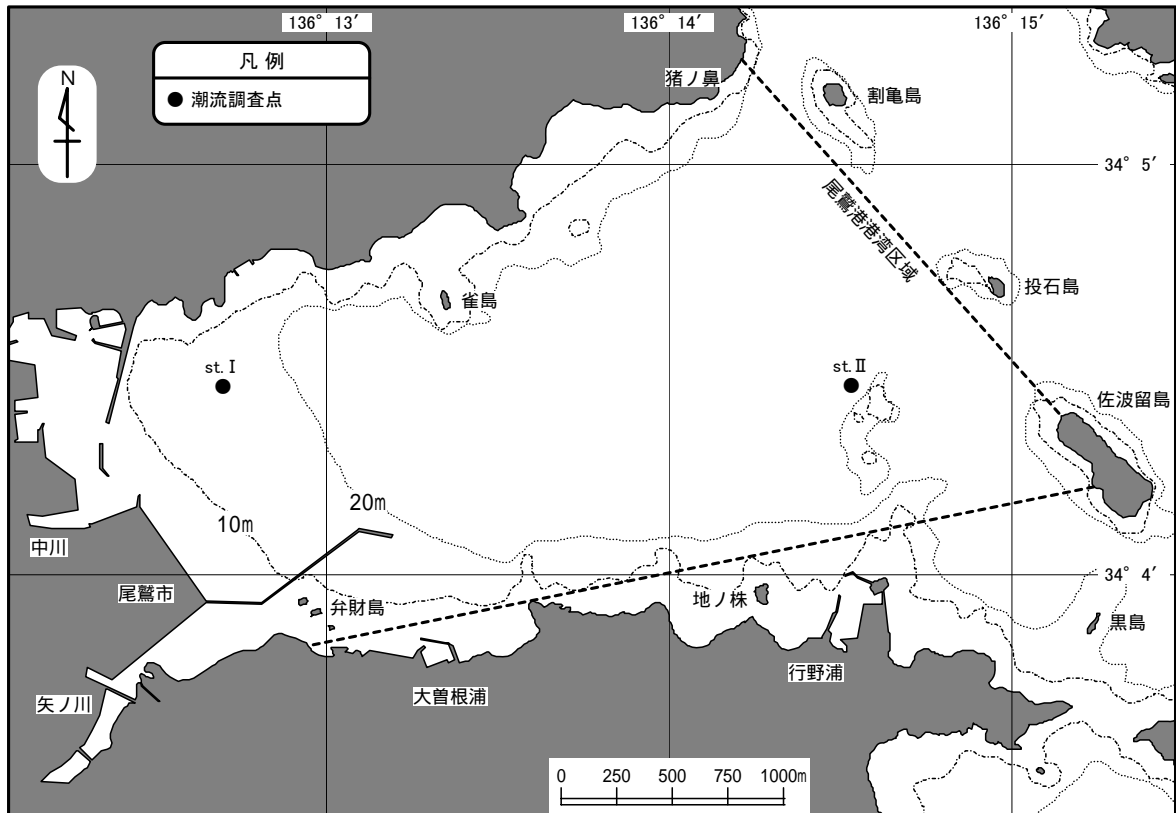 136° 13′
136° 14′
136° 15′
凡 例
● 潮流調査点
N
猪ノ鼻
割亀島
34° 5′
尾鷲港港湾区域
投石島
雀島
st.Ⅰ
st.Ⅱ
佐波留島
10m
20m
中川
34° 4′
尾鷲市
弁財島
地ノ株
黒島
行野浦
大曽根浦
矢ノ川
0 250 500 750 1000m